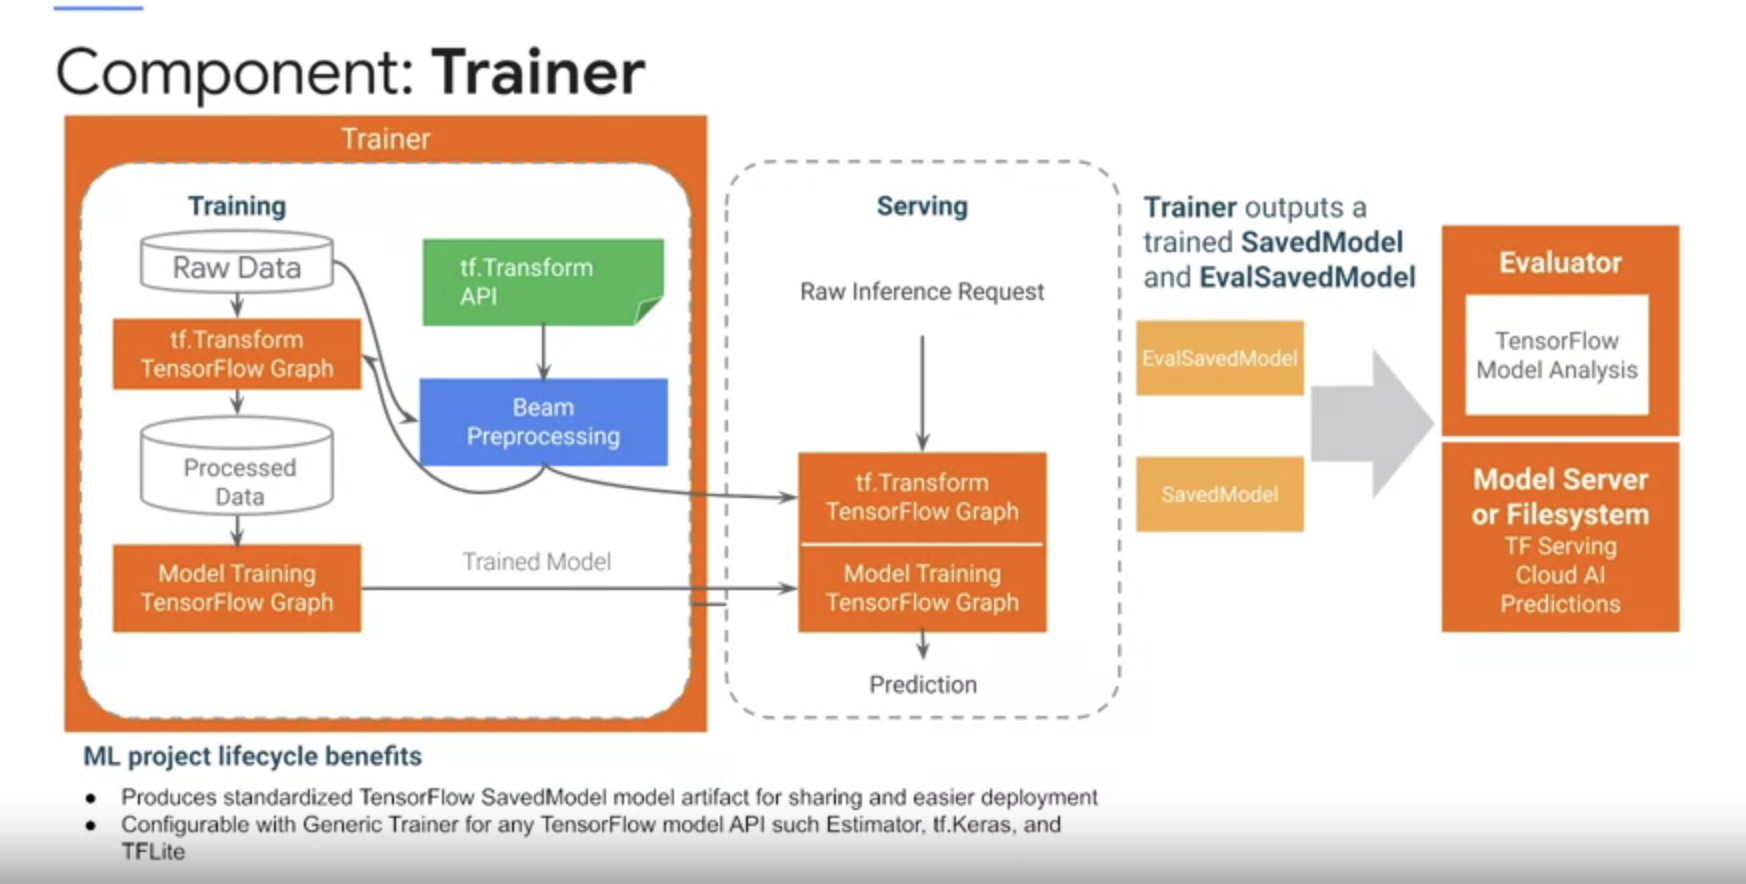 Component: Trainer
Trainer
Training
Raw Data
tf.Transform
TensorFlow Graph
Processed
Data
Model Training
TensorFlow Graph
tf.Transform
API
Beam
Preprocessing
Trained Model
Serving
Raw Inference Request
tf.Transform
TensorFlow Graph
Model Training
TensorFlow Graph
Prediction
Trainer outputs a
trained SavedModel
and EvalSavedModel
EvalSavedModel
SavedModel
Evaluator
TensorFlow
Model Analysis
Model Server
or Filesystem
TF Serving
Cloud AI
Predictions
ML project lifecycle benefits
● Produces standardized TensorFlow SavedModel model artifact for sharing and easier deployment
● Configurable with Generic Trainer for any TensorFlow model API such Estimator, tf.Keras, and
TFLite